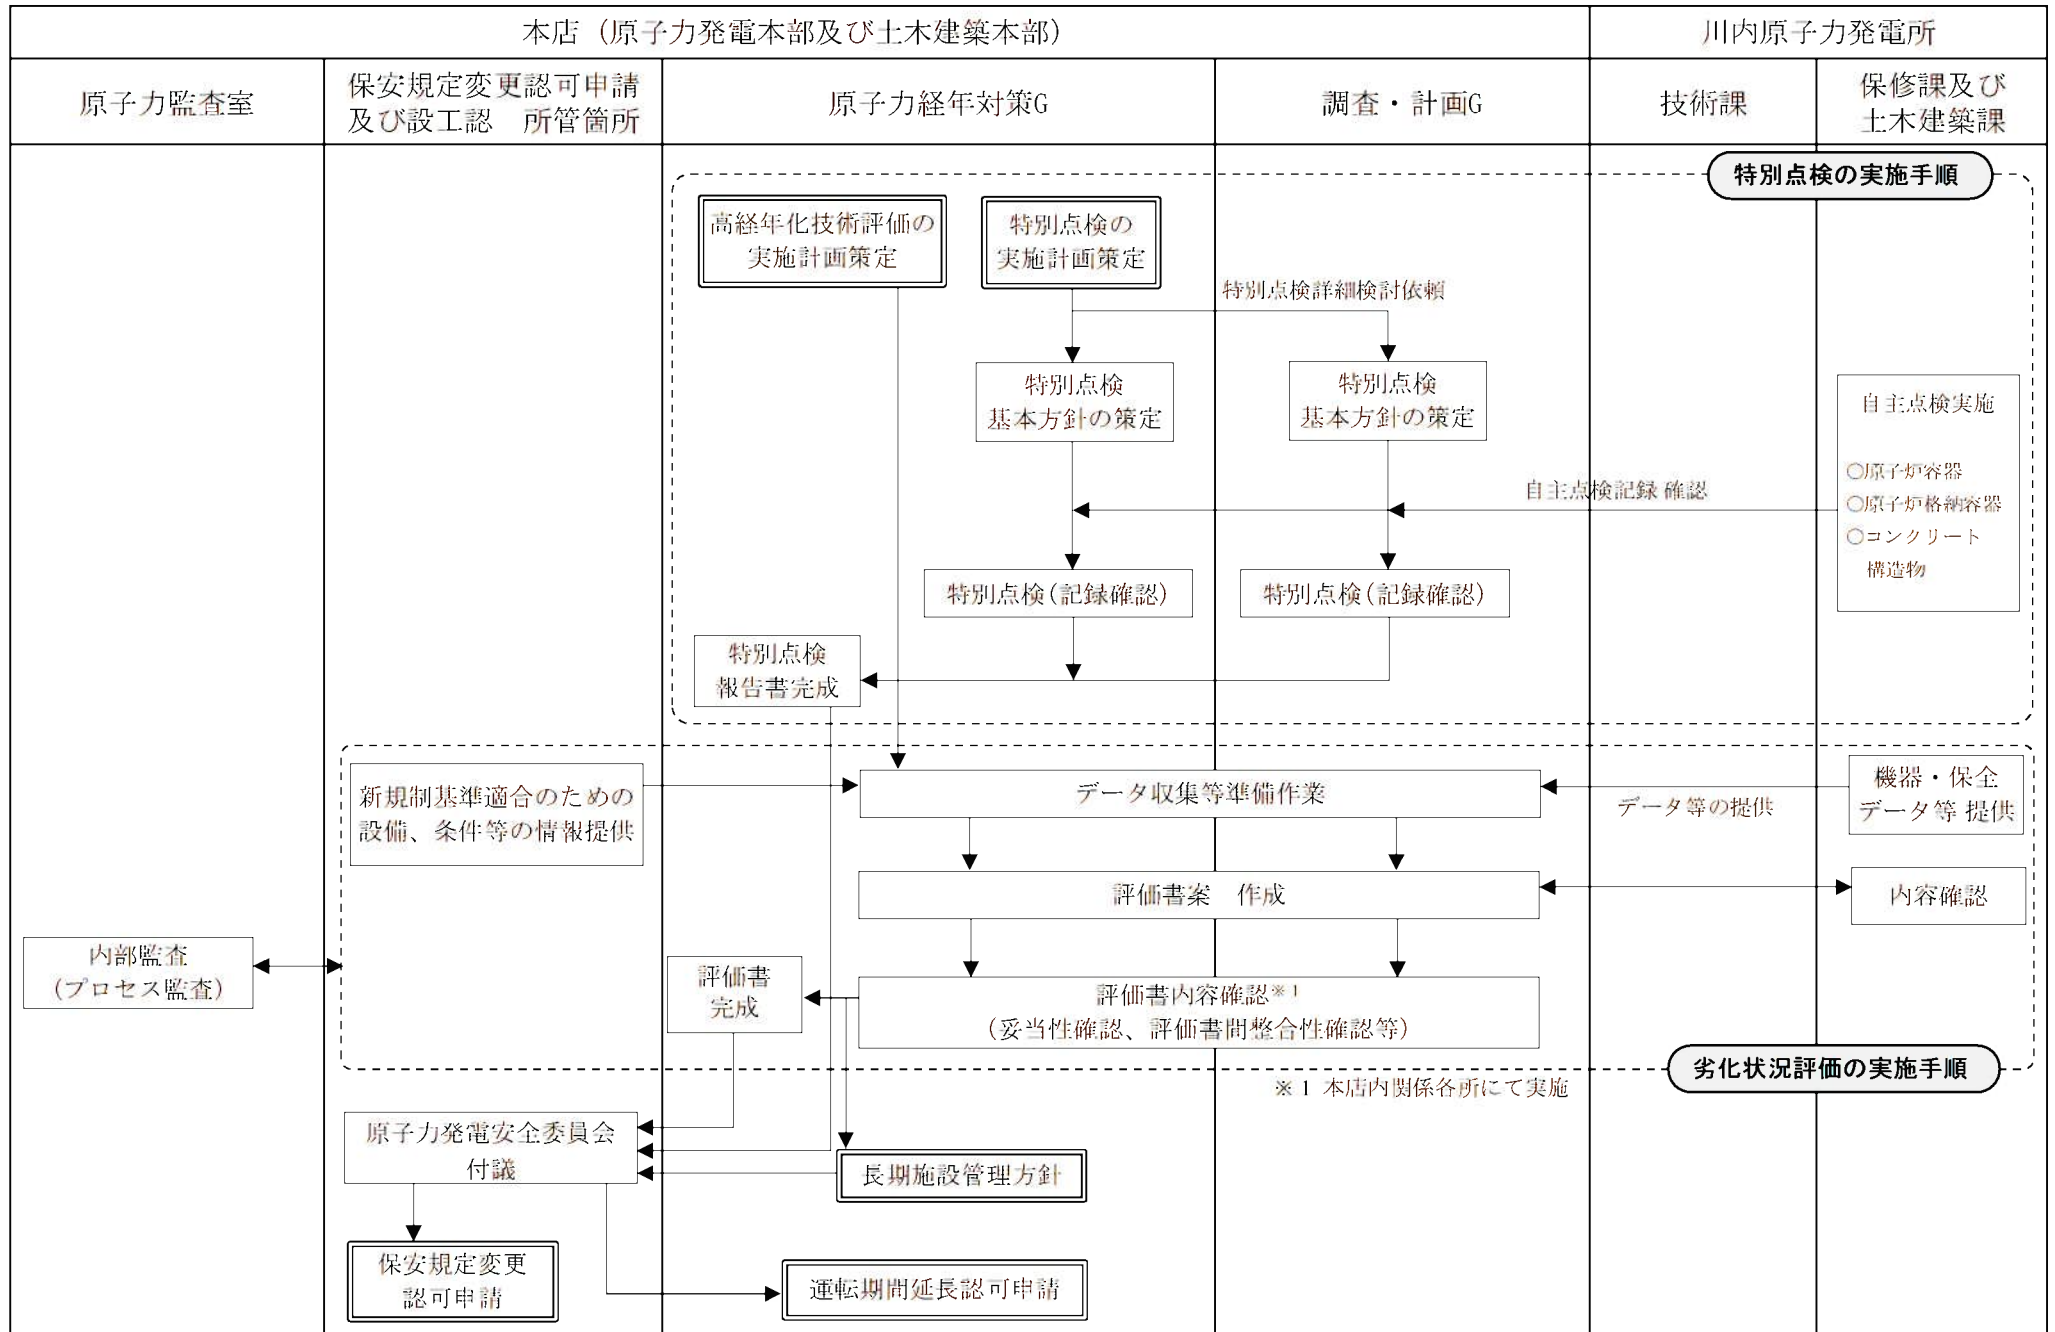 本店（原子力発電本部及び土木建築本部）
川内原子力発電所
原子力監査室
保安規定変更認可申請
及び設工認　所管箇所
原子力経年対策G
調査・計画G
技術課
保修課及び
土木建築課
特別点検の実施手順
高経年化技術評価の
実施計画策定
特別点検の
実施計画策定
特別点検詳細検討依頼
特別点検
基本方針の策定
特別点検
基本方針の策定
自主点検実施
○原子炉容器
○原子炉格納容器
○コンクリート
構造物
自主点検記録 確認
特別点検(記録確認)
特別点検(記録確認)
特別点検
報告書完成
新規制基準適合のための
設備、条件等の情報提供
データ収集等準備作業
データ等の提供
機器・保全
データ等 提供
評価書案　作成
内容確認
内部監査
(プロセス監査)
評価書
完成
評価書内容確認※１
(妥当性確認、評価書間整合性確認等)
劣化状況評価の実施手順
※１ 本店内関係各所にて実施
原子力発電安全委員会
付議
長期施設管理方針
保安規定変更
認可申請
運転期間延長認可申請